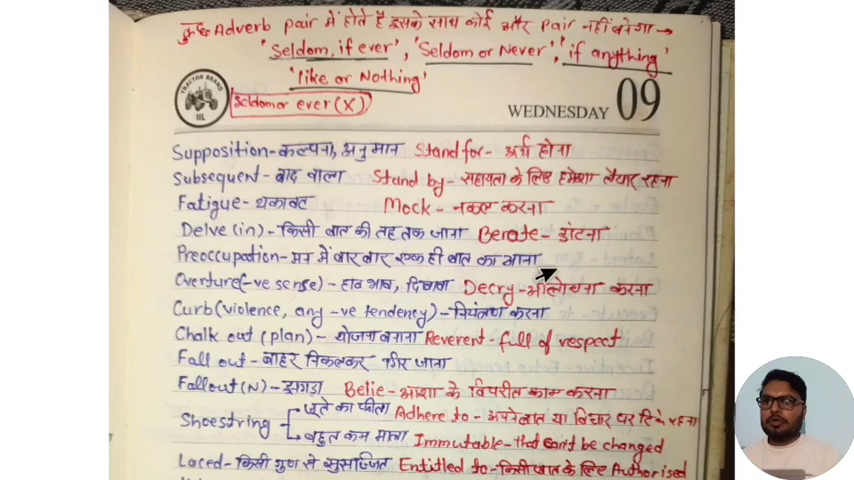 कुछ Adverb pair में होते है इसके साथ कोई और pair नहीं बनेगा →
'Seldom, if ever', 'Seldom or Never', 'if anything'
'like or Nothing'
TRACTOR BRAND
IIL
Seldom or ever (X)
WEDNESDAY 09
Supposition - कल्पना, अनुमान Stand for - अर्थ होना
Subsequent - बाद वाला Stand by - सहायता के लिए हमेशा तैयार रहना
Fatigue - थकावट Mock - नकल करना
Delve (in) - किसी बात की तह तक जाना Berate - डांटना
Preoccupation - मन में बार बार एक ही बात का आना
Overture (-ve sense) - हाव भाव, दिखावा Decry - आलोचना करना
Curb (violence, any -ve tendency) - नियंत्रण करना
Chalk out (plan) - योजना बनाना Reverent - full of respect
Fall out - बाहर निकलकर गिर जाना
Fallout (N) - झगड़ा Belie - आशा के विपरीत काम करना
Shoestring जूते का फीता Adhere to - अपने बात या विचार पर टिके रहना
बहुत कम मात्रा Immutable - that can't be changed
Laced - किसी गुण से सुसज्जित Entitled to - किसी बात के लिए Authorised